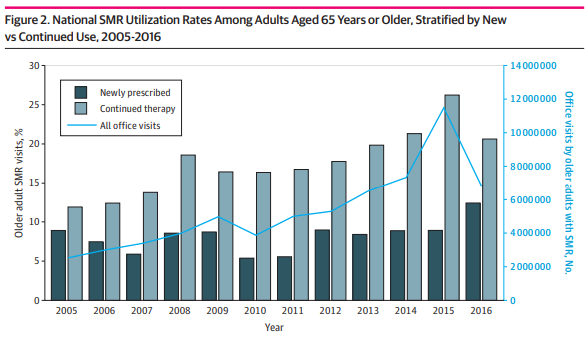 Figure 2. National SMR Utilization Rates Among Adults Aged 65 Years or Older, Stratified by New
vs Continued Use, 2005-2016
30
25
20
15
10
5
0
Older adult SMR visits, %
Newly prescribed
Continued therapy
All office visits
14000000
12000000
10000000
8000000
6000000
4000000
2000000
0
Office visits by older adults with SMR, No.
2005 2006 2007 2008 2009 2010 2011 2012 2013 2014 2015 2016
Year